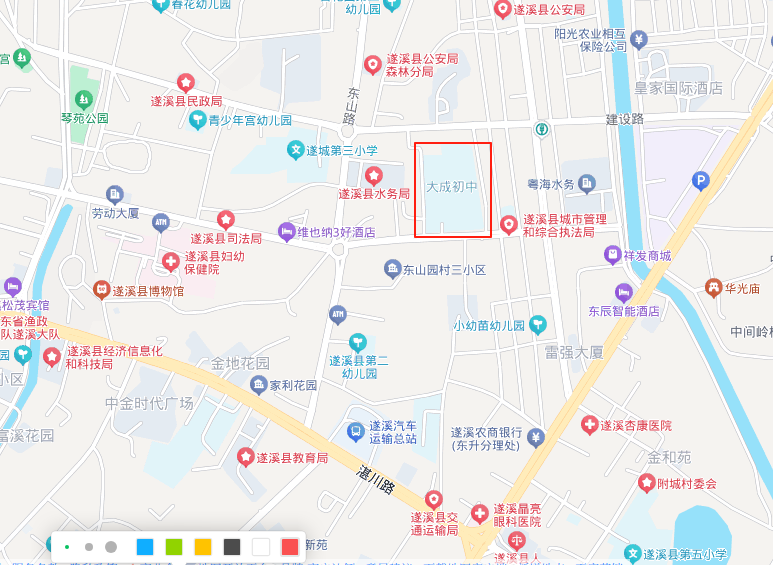 春花幼儿园
幼儿园
遂溪县公安局
阳光农业相互
保险公司
宫
遂溪县公安局
森林分局
皇家国际酒店
遂溪县民政局
琴苑公园
青少年宫幼儿园
东山路
建设路
遂城第三小学
大成初中
遂溪县水务局
粤海水务
P
劳动大厦
ATM
遂溪县司法局
维也纳3好酒店
遂溪县城市管理
和综合执法局
遂溪县妇幼
保健院
东山园村三小区
祥发商城
遂溪县博物馆
松茂宾馆
东辰智能酒店
华光庙
ATM
东省渔政
队遂溪大队
小幼苗幼儿园
中间岭
园
遂溪县经济信息化
和科技局
遂溪县第二
幼儿园
雷强大厦
金地花园
小区
家利花园
中金时代广场
富溪花园
遂溪汽车
运输总站
遂溪农商银行
(东升分理处)
遂溪杏康医院
遂溪县教育局
金和苑
湛川路
附城村委会
遂溪县交
通运输局
遂溪晶亮
眼科医院
新苑
遂溪县人
遂溪县第五小学